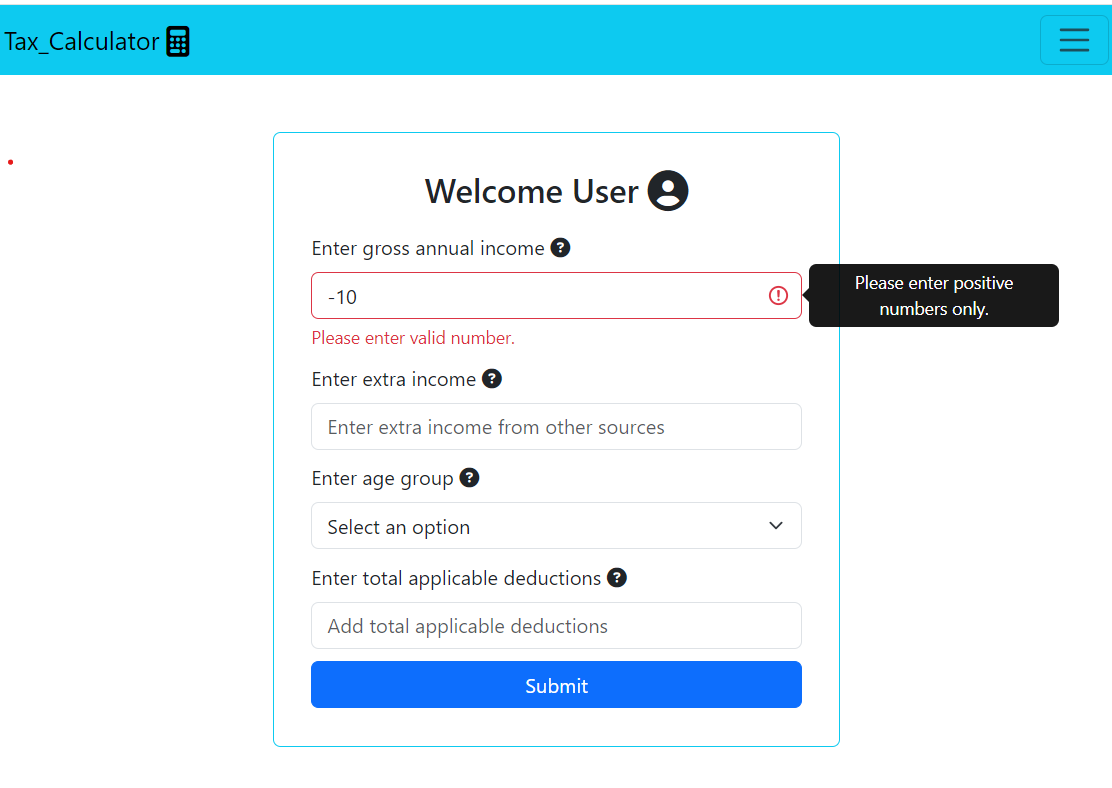 Tax_Calculator
Welcome User
Enter gross annual income
-10
Please enter positive
numbers only.
Please enter valid number.
Enter extra income
Enter extra income from other sources
Enter age group
Select an option
Enter total applicable deductions
Add total applicable deductions
Submit